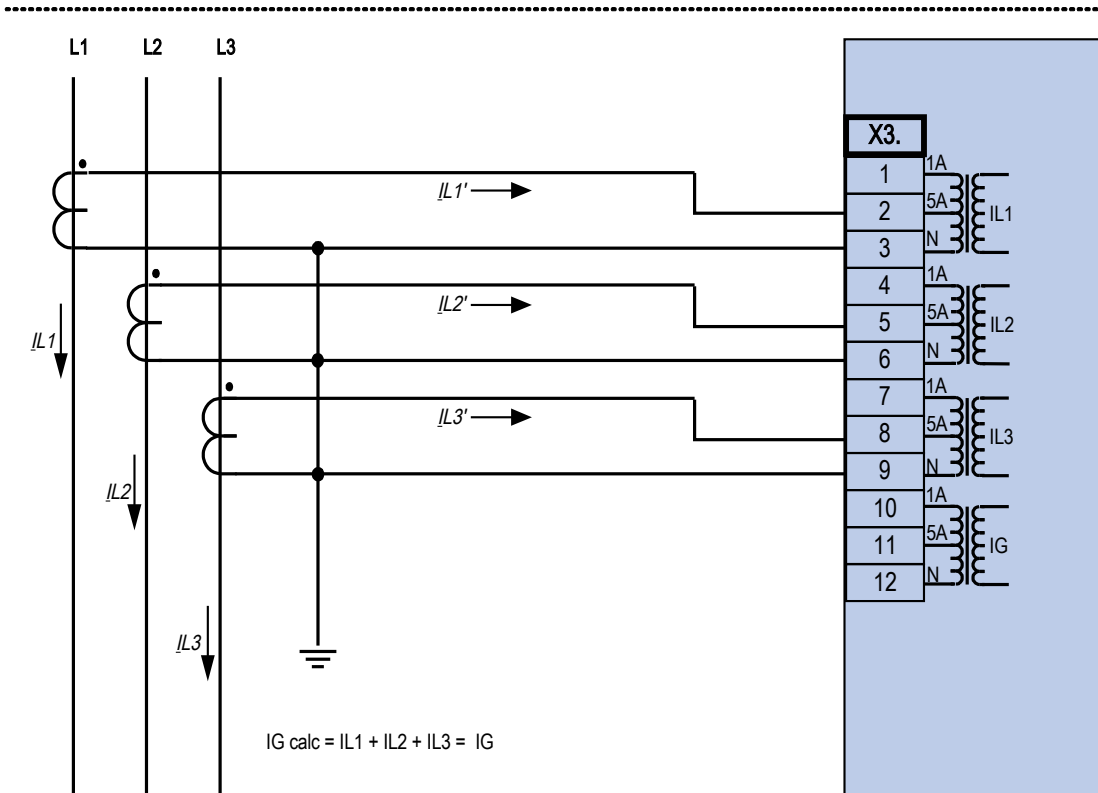 L1 L2 L3
X3.
1 1A
IL1'
2 5A IL1
3 N
4 1A
IL2'
5 5A IL2
IL1
6 N
7 1A
IL3'
8 5A IL3
9 N
IL2
10 1A
11 5A IG
12 N
IL3
IG calc = IL1 + IL2 + IL3 = IG